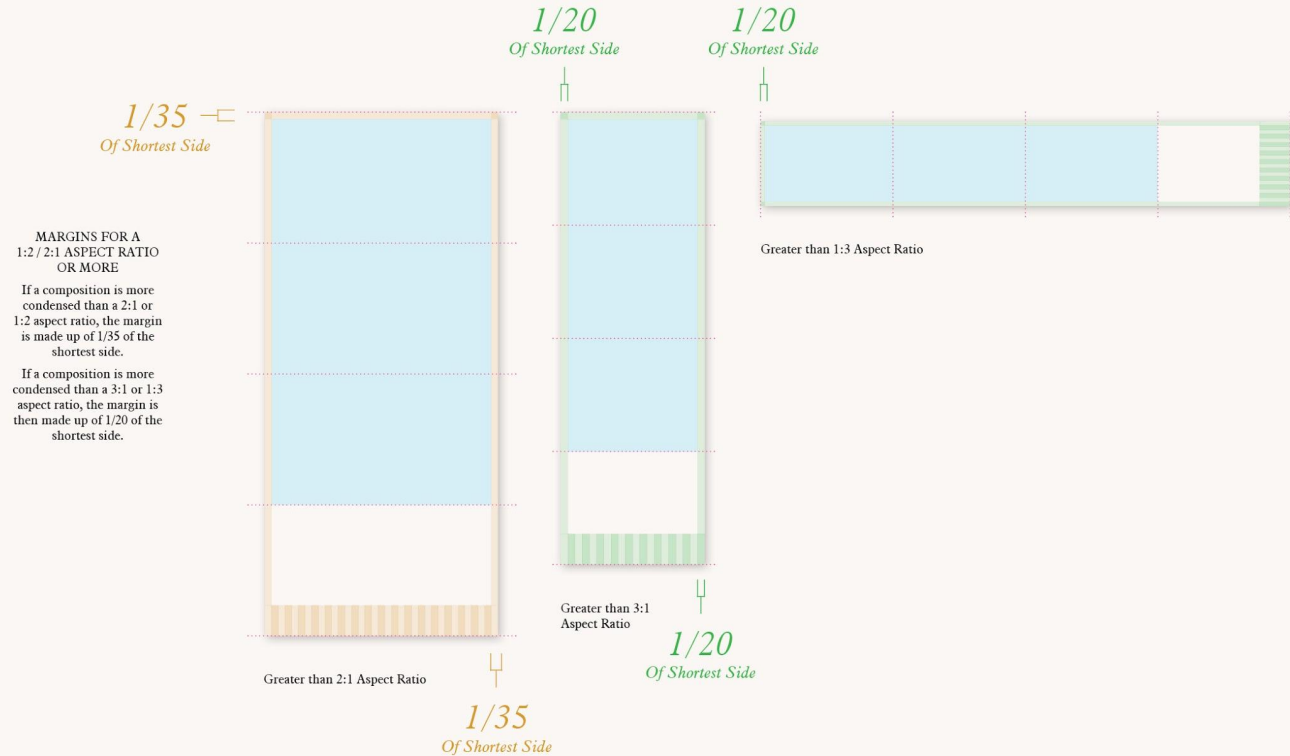 1/20
Of Shortest Side
1/20
Of Shortest Side
1/35
Of Shortest Side
MARGINS FOR A
1:2 / 2:1 ASPECT RATIO
OR MORE
If a composition is more
condensed than a 2:1 or
1:2 aspect ratio, the margin
is made up of 1/35 of the
shortest side.
If a composition is more
condensed than a 3:1 or 1:3
aspect ratio, the margin is
then made up of 1/20 of the
shortest side.
Greater than 1:3 Aspect Ratio
Greater than 3:1
Aspect Ratio
1/20
Of Shortest Side
Greater than 2:1 Aspect Ratio
1/35
Of Shortest Side